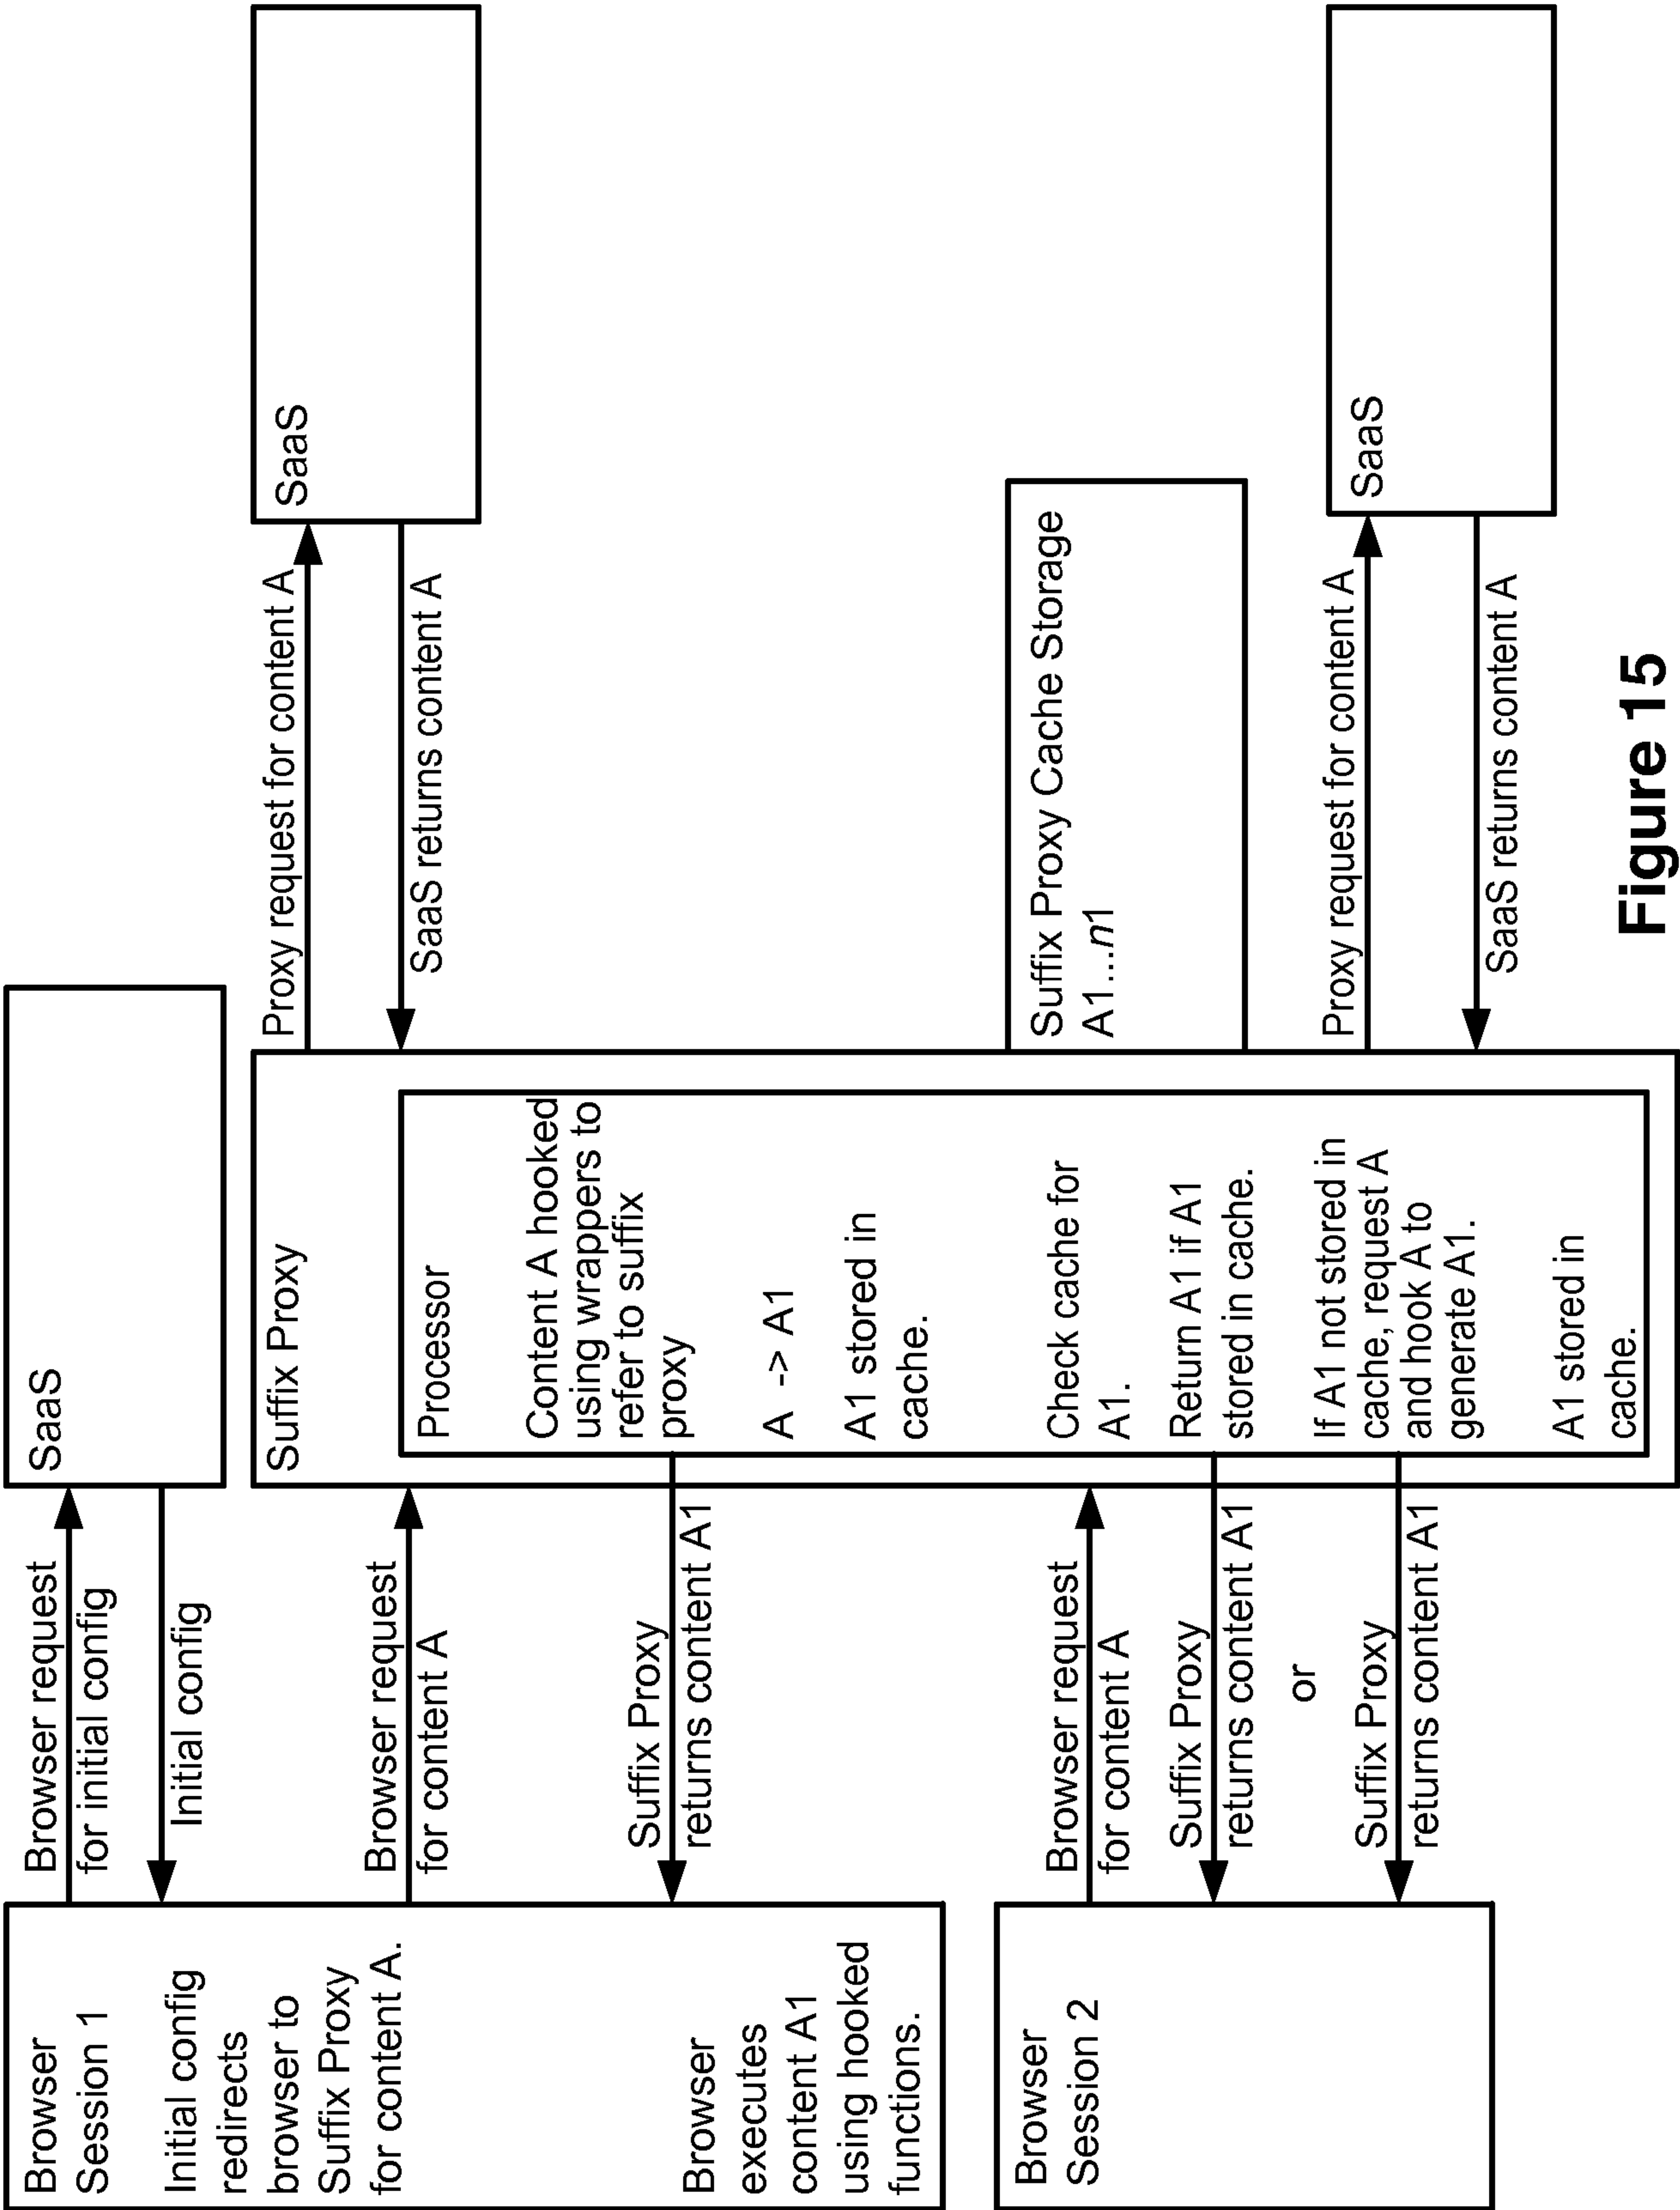 Browser
Session 1
Initial config
redirects
browser to
Suffix Proxy
for content A.
Browser
executes
content A1
using hooked
functions.
Browser request
for initial config
Initial config
SaaS
Browser request
for content A
Suffix Proxy
returns content A1
Suffix Proxy
Processor
Content A hooked
using wrappers to
refer to suffix
proxy
A -> A1
A1 stored in
cache.
Check cache for
A1.
Return A1 if A1
stored in cache.
If A1 not stored in
cache, request A
and hook A to
generate A1.
A1 stored in
cache.
Proxy request for content A
SaaS returns content A
SaaS
Suffix Proxy Cache Storage
A1...n1
Browser
Session 2
Browser request
for content A
Suffix Proxy
returns content A1
or
Suffix Proxy
returns content A1
Proxy request for content A
SaaS returns content A
SaaS
Figure 15